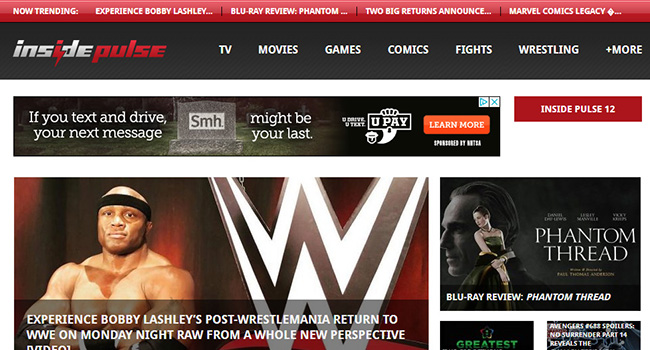 NOW TRENDING: EXPERIENCE BOBBY LASHLEY... BLU-RAY REVIEW: PHANTOM ... TWO BIG RETURNS ANNOUNCE... MARVEL COMICS LEGACY �...
insidepulse TV MOVIES GAMES COMICS FIGHTS WRESTLING +MORE
If you text and drive,
your next message
Smh.
might be
your last.
U DRIVE.
U TEXT.
U PAY
LEARN MORE
SPONSORED BY NHTSA
INSIDE PULSE 12
W
EXPERIENCE BOBBY LASHLEY'S POST-WRESTLEMANIA RETURN TO
WWE ON MONDAY NIGHT RAW FROM A WHOLE NEW PERSPECTIVE
[VIDEO]
DANIEL DAY-LEWIS LESLEY MANVILLE VICKY KRIEPS
PHANTOM
THREAD
Written & Directed by
PAUL THOMAS ANDERSON
BLU-RAY REVIEW: PHANTOM THREAD
GREATEST
AVENGERS #688 SPOILERS:
NO SURRENDER PART 14
REVEALS THE